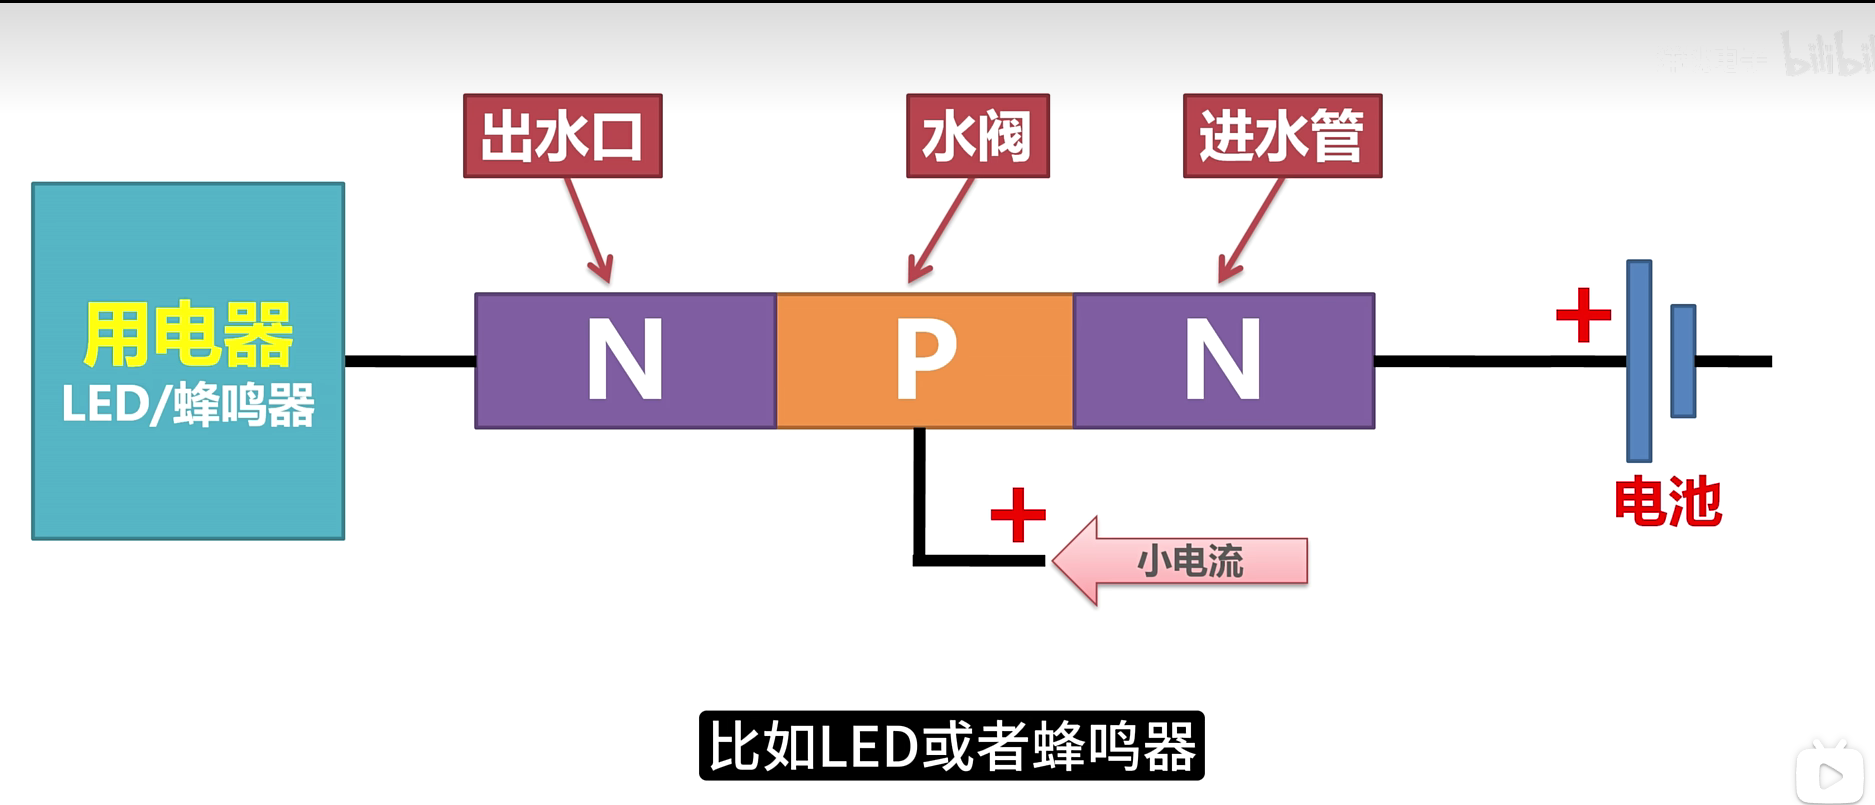 bilibili
出水口
水阀
进水管
用电器
LED/蜂鸣器
N
P
N
+
电池
+
小电流
比如LED或者蜂鸣器